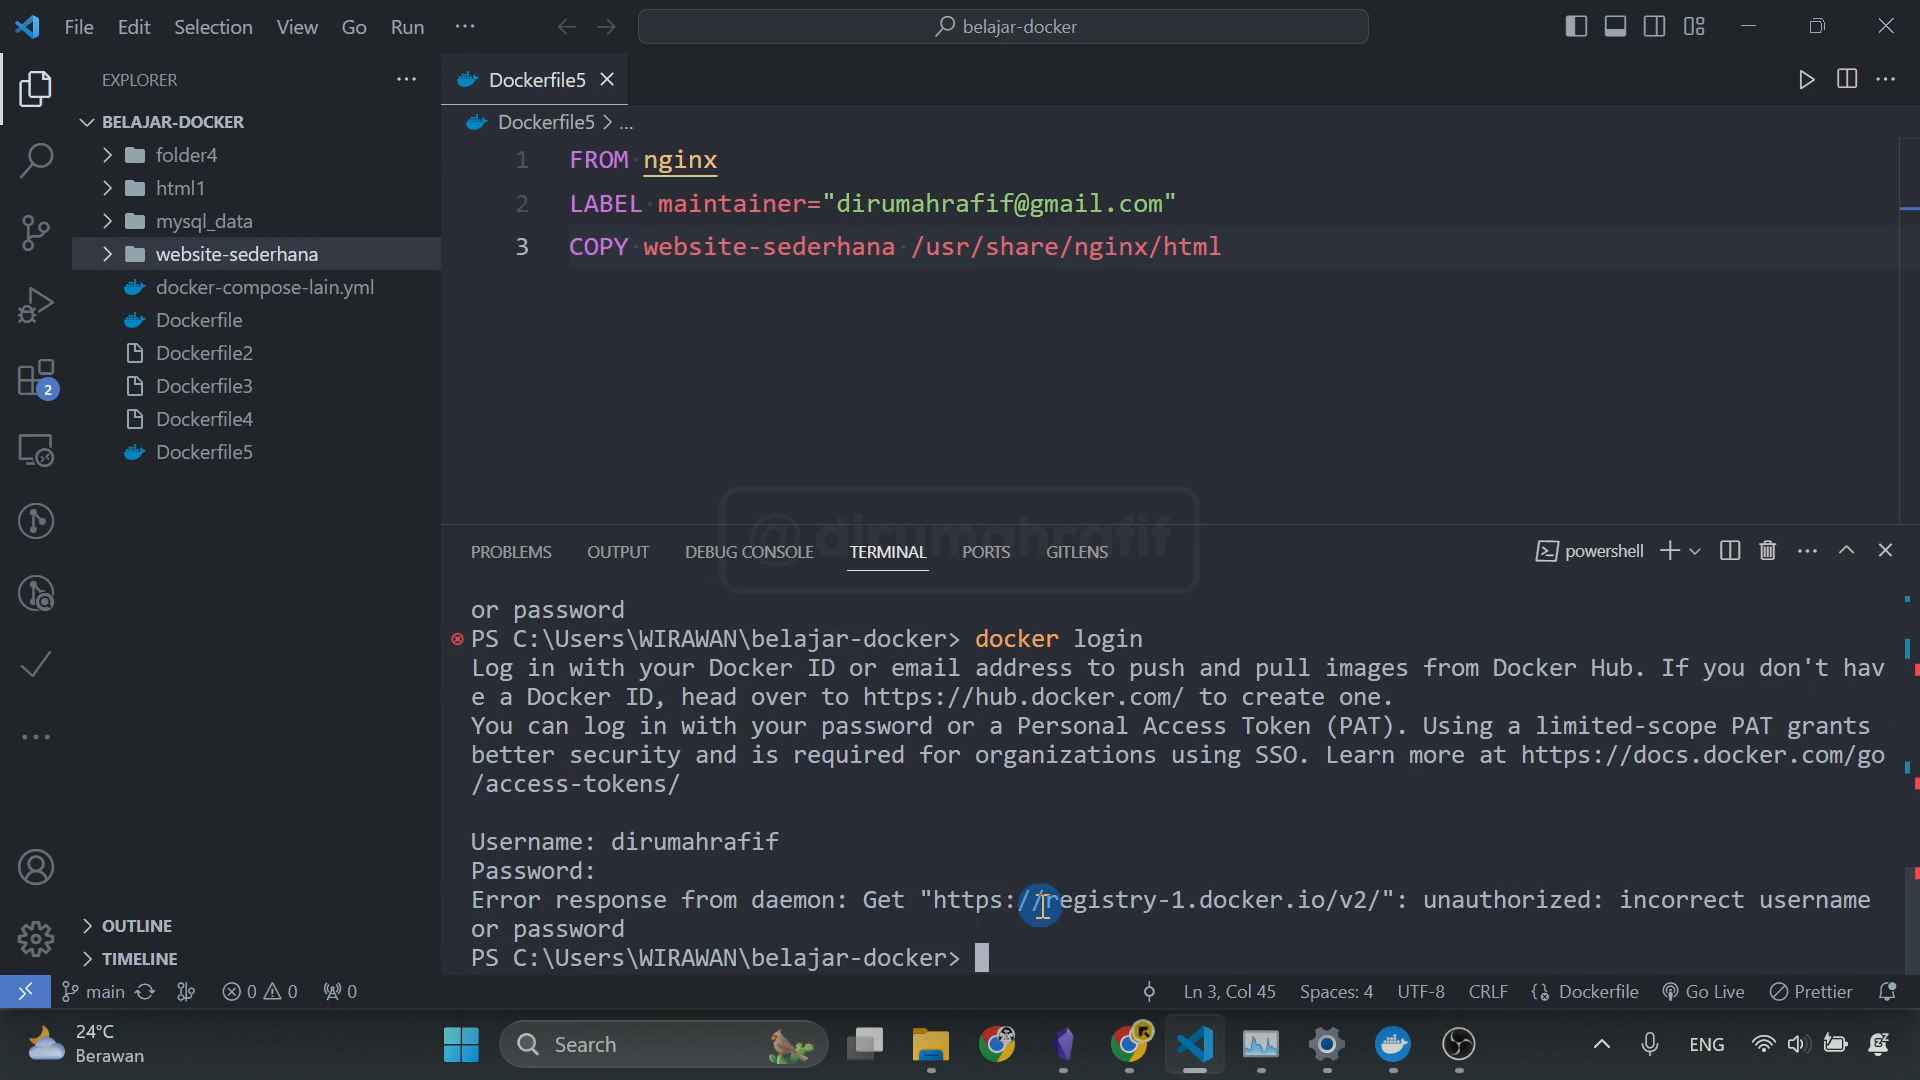 File Edit Selection View Go Run ...
belajar-docker
EXPLORER
BELAJAR-DOCKER
folder4
html1
mysql_data
website-sederhana
docker-compose-lain.yml
Dockerfile
Dockerfile2
Dockerfile3
Dockerfile4
Dockerfile5
OUTLINE
TIMELINE
2
Dockerfile5
Dockerfile5 > ...
1 FROM nginx
2 LABEL maintainer="dirumahrafif@gmail.com"
3 COPY website-sederhana /usr/share/nginx/html
@dirumahrafif
PROBLEMS OUTPUT DEBUG CONSOLE TERMINAL PORTS GITLENS
powershell
or password
PS C:\Users\WIRAWAN\belajar-docker> docker login
Log in with your Docker ID or email address to push and pull images from Docker Hub. If you don't hav
e a Docker ID, head over to https://hub.docker.com/ to create one.
You can log in with your password or a Personal Access Token (PAT). Using a limited-scope PAT grants
better security and is required for organizations using SSO. Learn more at https://docs.docker.com/go
/access-tokens/
Username: dirumahrafif
Password:
Error response from daemon: Get "https://registry-1.docker.io/v2/": unauthorized: incorrect username
or password
PS C:\Users\WIRAWAN\belajar-docker>
main 0 0 0 Ln 3, Col 45 Spaces: 4 UTF-8 CRLF Dockerfile Go Live Prettier
24°C
Berawan
Search
ENG